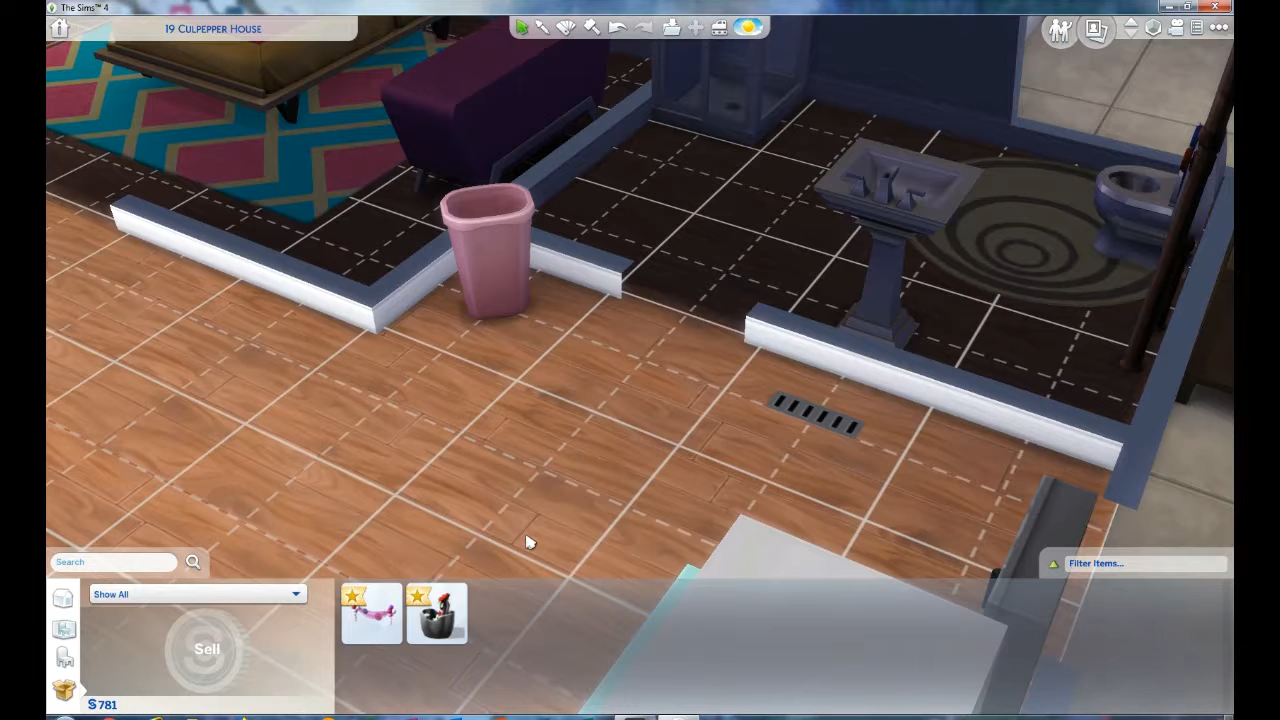 The Sims™ 4
19 Culpepper House
Search
Filter Items...
Show All
Sell
§781